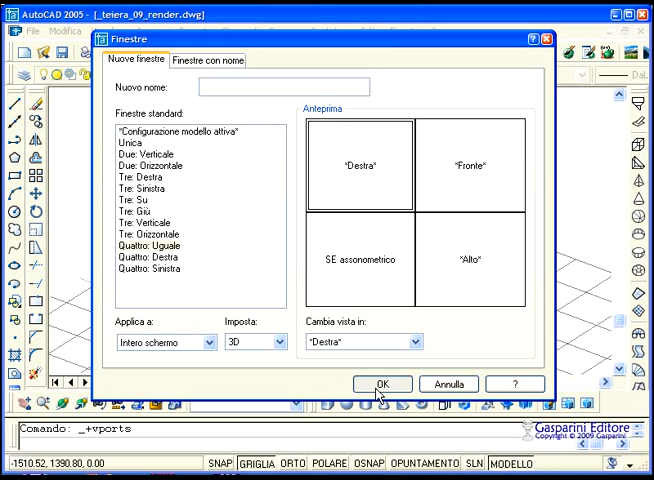 AutoCAD 2005 - [_teiera_09_render.dwg]
File Modifica
Finestre
Nuove finestre
Finestre con nome
Nuovo nome:
Finestre standard:
Anteprima
*Configurazione modello attiva*
Unica
Due: Verticale
Due: Orizzontale
Tre: Destra
Tre: Sinistra
Tre: Su
Tre: Giù
Tre: Verticale
Tre: Orizzontale
Quattro: Uguale
Quattro: Destra
Quattro: Sinistra
*Destra*
*Fronte*
SE assonometrico
*Alto*
Applica a:
Imposta:
Cambia vista in:
Intero schermo
3D
*Destra*
OK
Annulla
?
Comando: _+vports
Gasparini Editore
Copyright © 2009 Gasparini
-1510.52, 1390.80, 0.00
SNAP GRIGLIA ORTO POLARE OSNAP OPUNTAMENTO SLN MODELLO